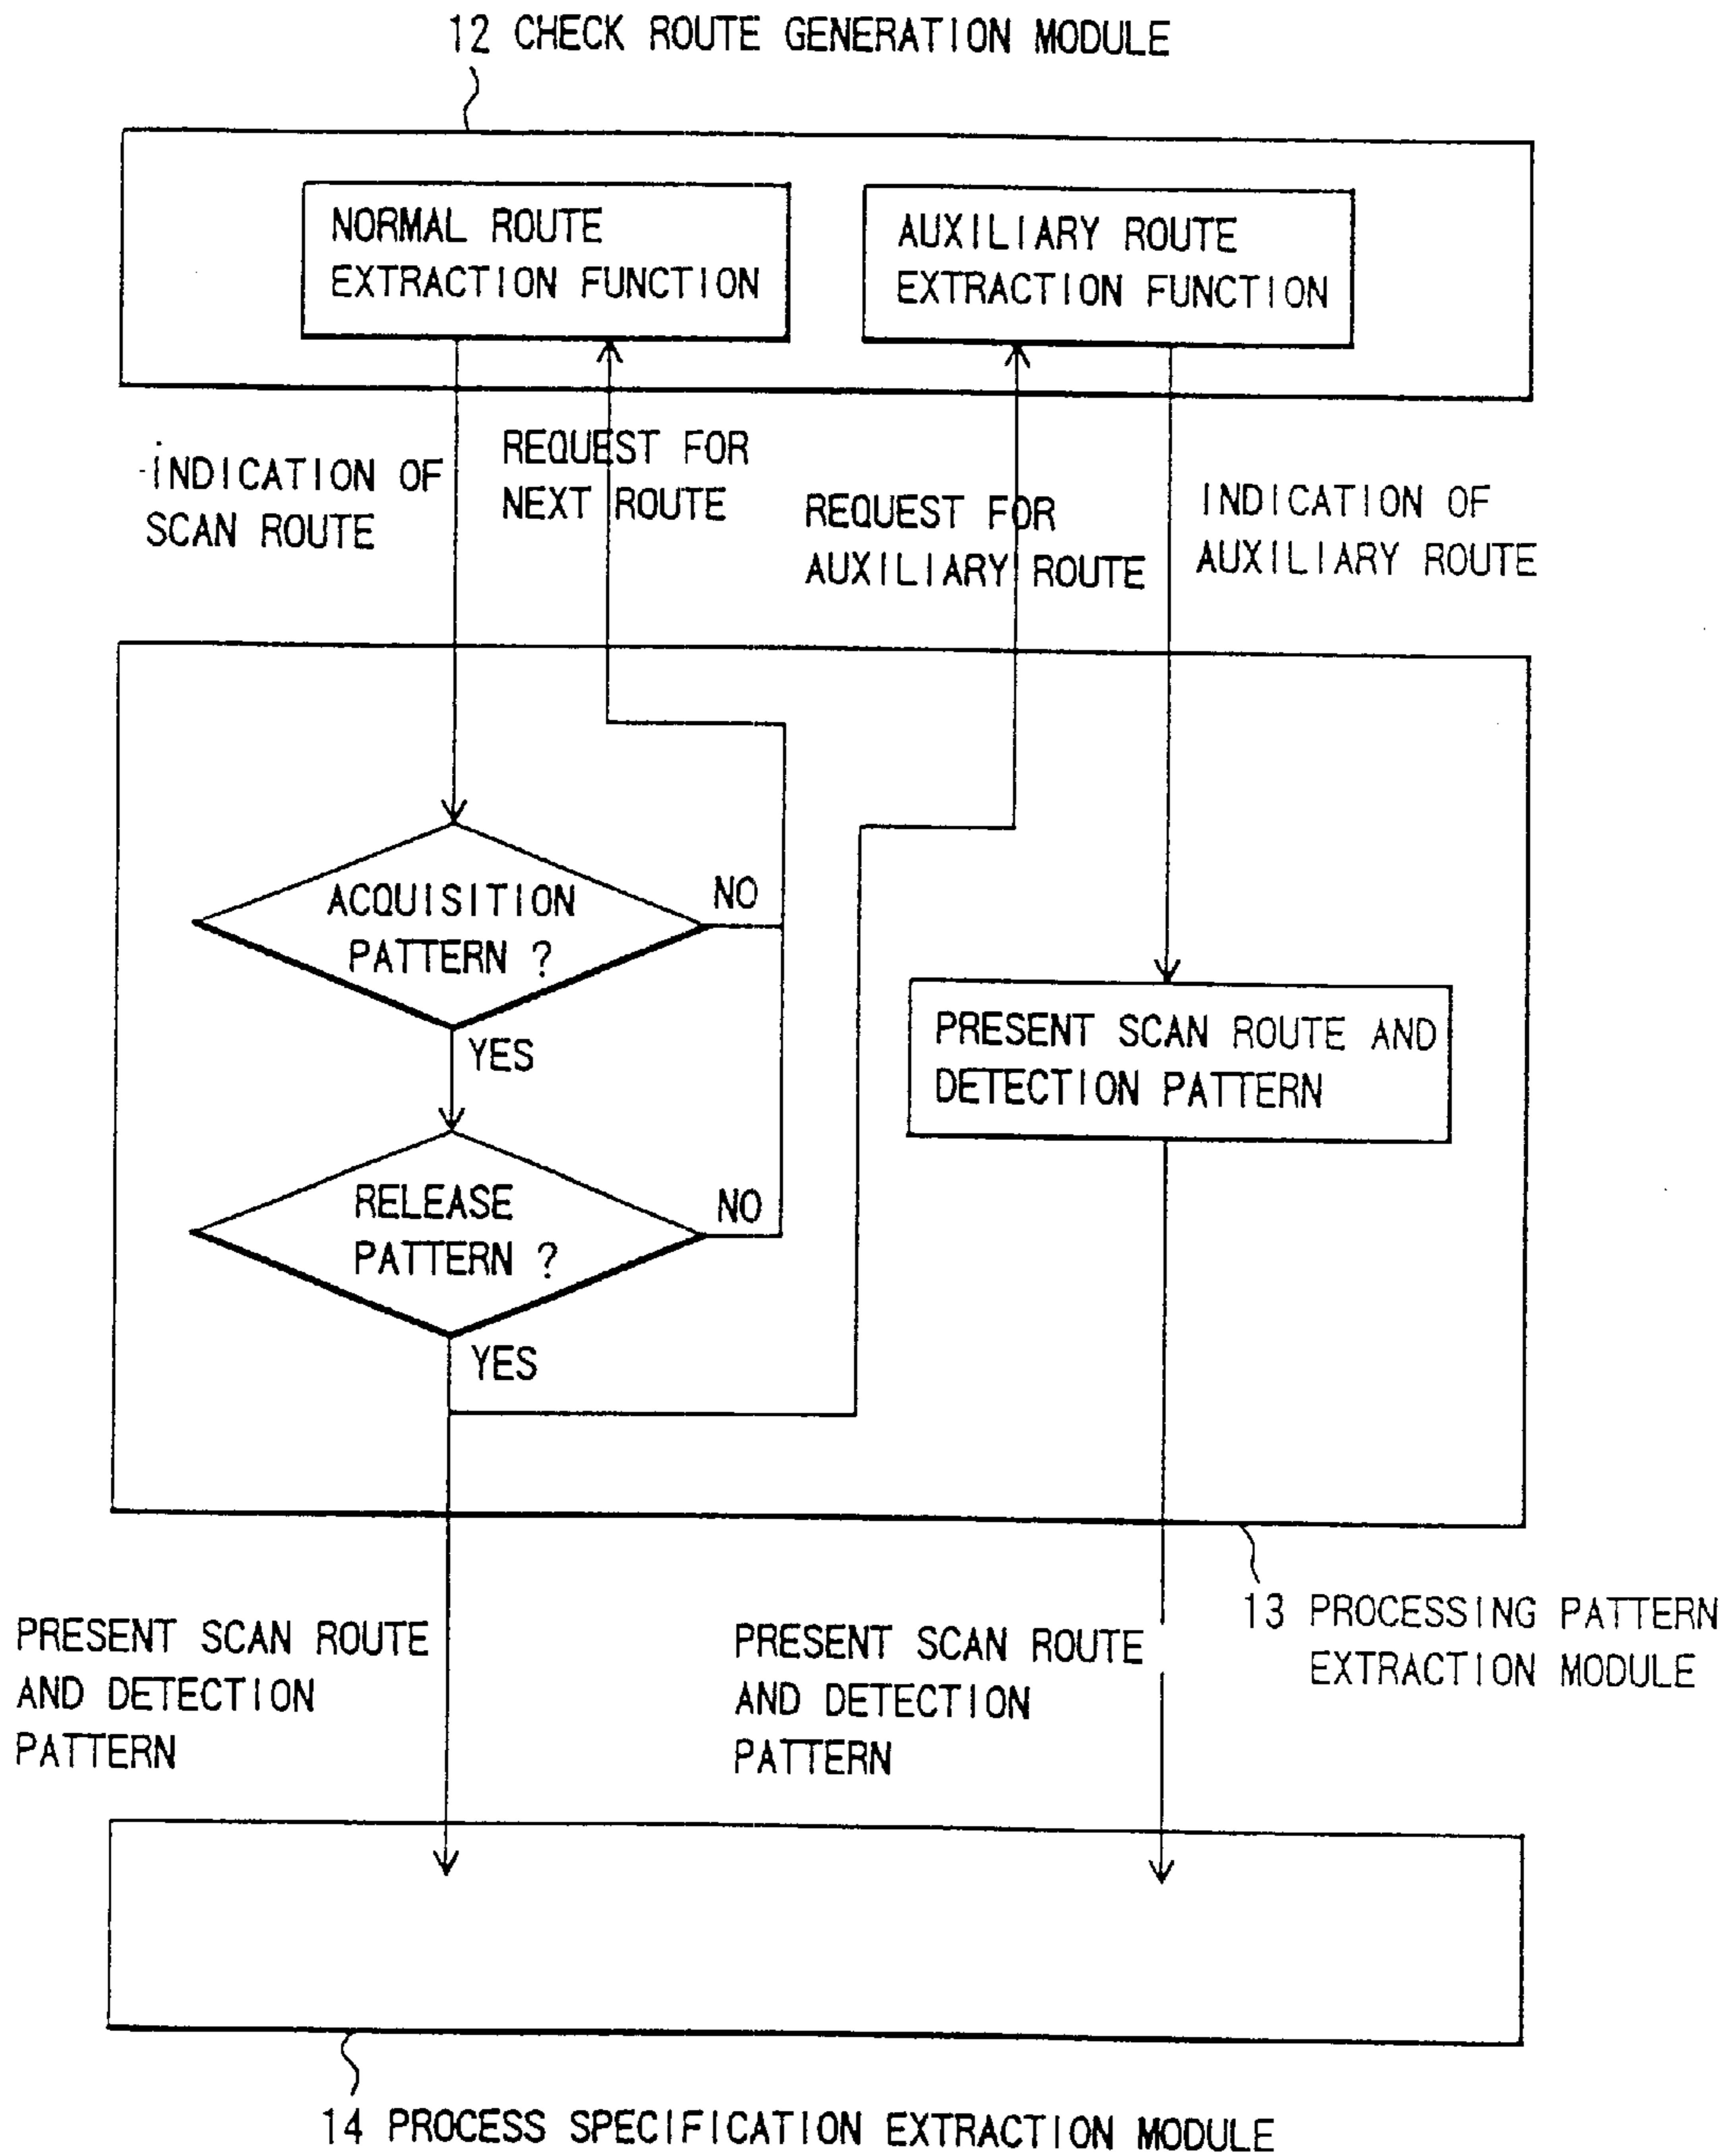 12 CHECK ROUTE GENERATION MODULE
NORMAL ROUTE
EXTRACTION FUNCTION
AUXILIARY ROUTE
EXTRACTION FUNCTION
INDICATION OF
SCAN ROUTE
REQUEST FOR
NEXT ROUTE
REQUEST FOR
AUXILIARY ROUTE
INDICATION OF
AUXILIARY ROUTE
ACQUISITION
PATTERN ?
NO
YES
PRESENT SCAN ROUTE AND
DETECTION PATTERN
RELEASE
PATTERN ?
NO
YES
13 PROCESSING PATTERN
EXTRACTION MODULE
PRESENT SCAN ROUTE
AND DETECTION
PATTERN
PRESENT SCAN ROUTE
AND DETECTION
PATTERN
14 PROCESS SPECIFICATION EXTRACTION MODULE